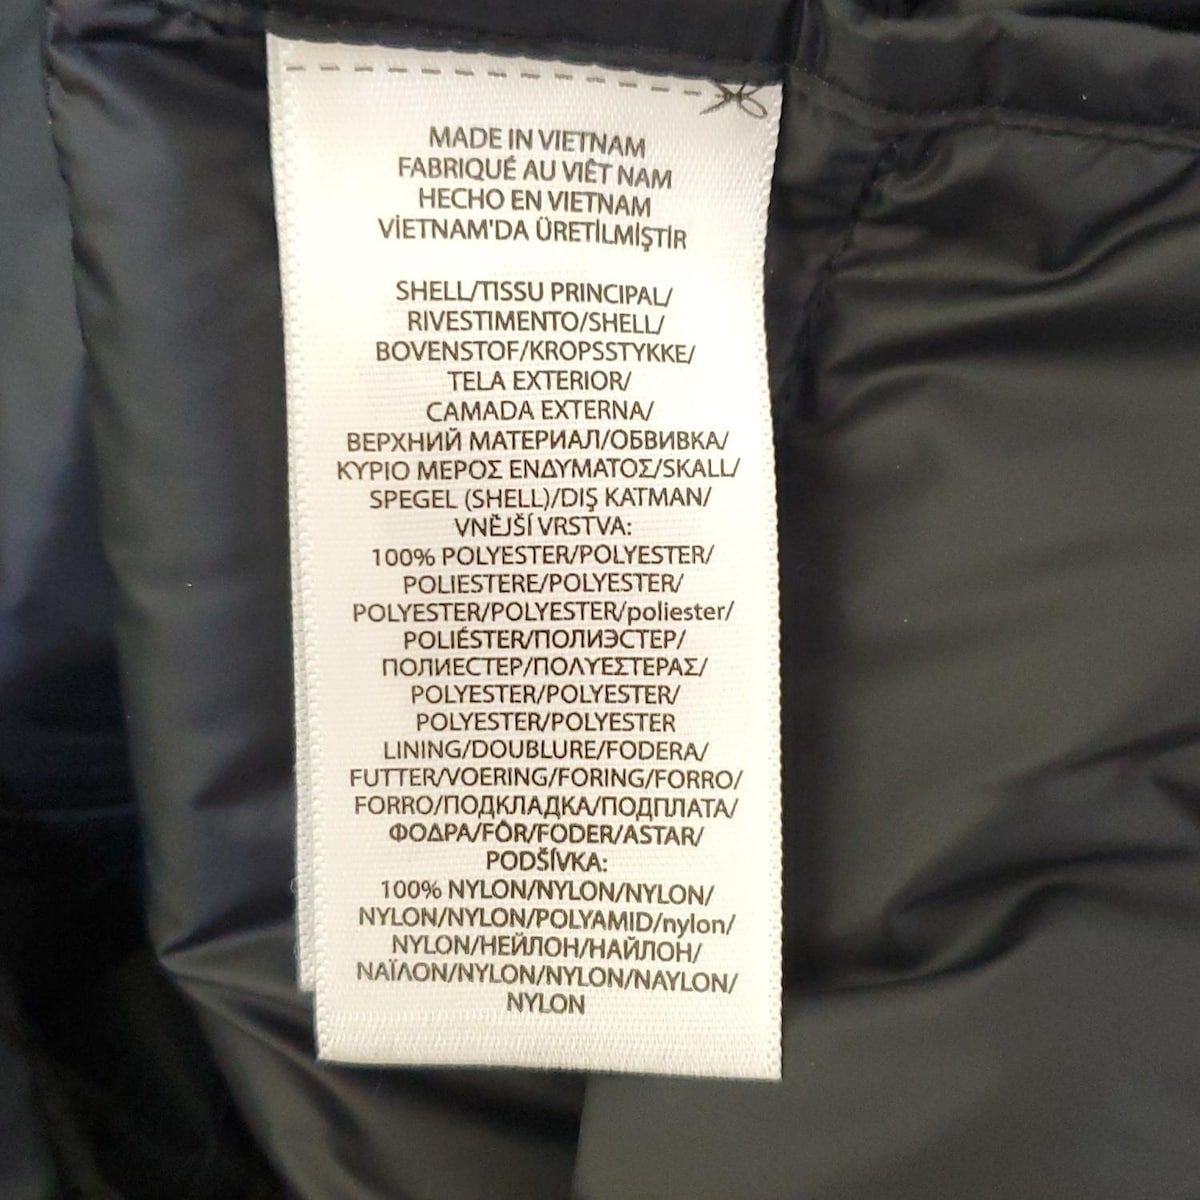 MADE IN VIETNAM
FABRIQUÉ AU VIÊT NAM
HECHO EN VIETNAM
VİETNAM'DA ÜRETİLMİŞTİR
SHELL/TISSU PRINCIPAL/
RIVESTIMENTO/SHELL/
BOVENSTOF/KROPSSTYKKE/
TELA EXTERIOR/
CAMADA EXTERNA/
ВЕРХНИЙ МАТЕРИАЛ/ОБВИВКА/
ΚΥΡΙΟ ΜΕΡΟΣ ΕΝΔΥΜΑΤΟΣ/SKALL/
SPEGEL (SHELL)/DIŞ KATMAN/
VNĚJŠÍ VRSTVA:
100% POLYESTER/POLYESTER/
POLIESTERE/POLYESTER/
POLYESTER/POLYESTER/poliester/
POLIÉSTER/ПОЛИЭСТЕР/
ПОЛИЕСТЕР/ΠΟΛΥΕΣΤΕΡΑΣ/
POLYESTER/POLYESTER/
POLYESTER/POLYESTER
LINING/DOUBLURE/FODERA/
FUTTER/VOERING/FORING/FORRO/
FORRO/ПОДКЛАДКА/ПОДПЛАТА/
ΦΟΔΡΑ/FÔR/FODER/ASTAR/
PODŠÍVKA:
100% NYLON/NYLON/NYLON/
NYLON/NYLON/POLYAMID/nylon/
NYLON/НЕЙЛОН/НАЙЛОН/
ΝΑΪΛΟΝ/NYLON/NYLON/NAYLON/
NYLON